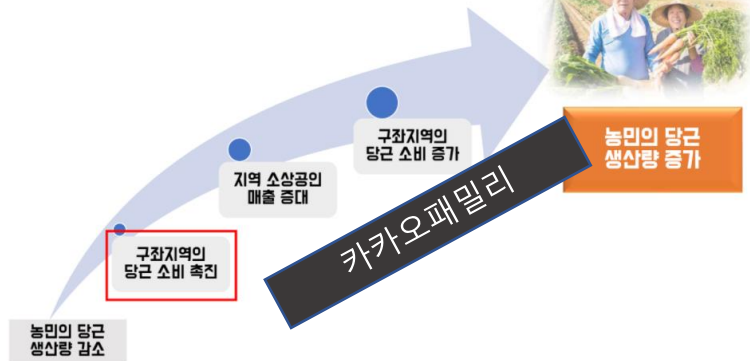 구좌지역의
당근 소비 증가
농민의 당근
생산량 증가
지역 소상공인
매출 증대
카카오패밀리
구좌지역의
당근 소비 촉진
농민의 당근
생산량 감소